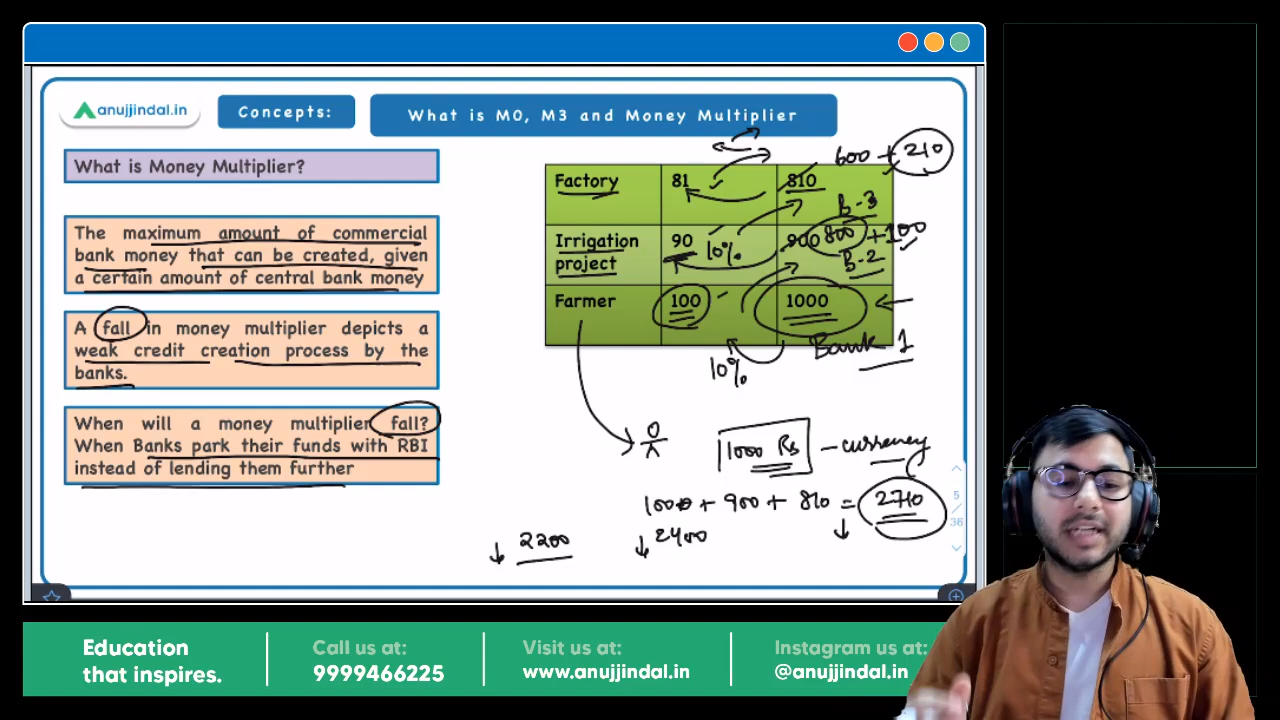 anujjindal.in
Concepts:
What is M0, M3 and Money Multiplier
What is Money Multiplier?
The maximum amount of commercial
bank money that can be created, given
a certain amount of central bank money
A fall in money multiplier depicts a
weak credit creation process by the
banks.
When will a money multiplier fall?
When Banks park their funds with RBI
instead of lending them further
600 + 210
Factory 81 810
B-3
Irrigation 90 10% 900 800 + 100
project
B-2
Farmer 100 1000
Bank 1
10%
1000 Rs - currency
1000 + 900 + 810 = 2710
↓ 2200 ↓ 2400 ↓
5
/
36
Education
that inspires.
Call us at:
9999466225
Visit us at:
www.anujjindal.in
Instagram us at:
@anujjindal.in